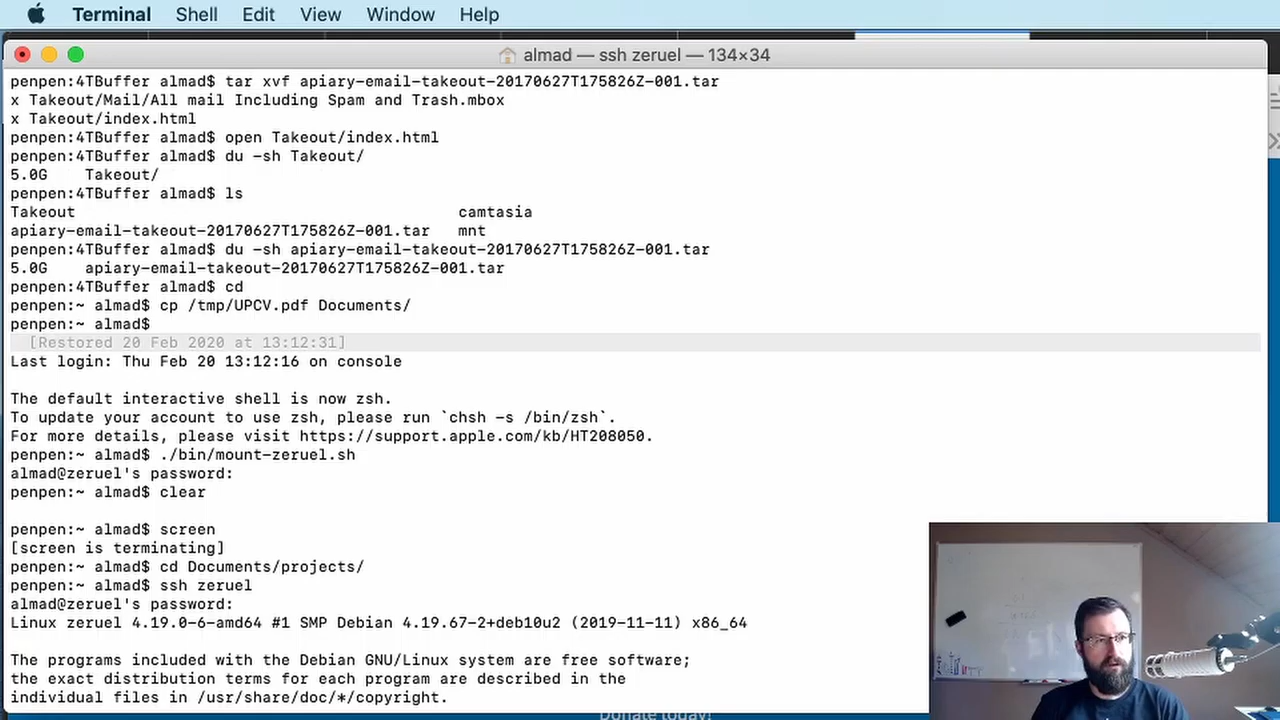 Terminal Shell Edit View Window Help
almad — ssh zeruel — 134×34
penpen:4TBuffer almad$ tar xvf apiary-email-takeout-20170627T175826Z-001.tar
x Takeout/Mail/All mail Including Spam and Trash.mbox
x Takeout/index.html
penpen:4TBuffer almad$ open Takeout/index.html
penpen:4TBuffer almad$ du -sh Takeout/
5.0G    Takeout/
penpen:4TBuffer almad$ ls
Takeout camtasia
apiary-email-takeout-20170627T175826Z-001.tar mnt
penpen:4TBuffer almad$ du -sh apiary-email-takeout-20170627T175826Z-001.tar
5.0G    apiary-email-takeout-20170627T175826Z-001.tar
penpen:4TBuffer almad$ cd
penpen:~ almad$ cp /tmp/UPCV.pdf Documents/
penpen:~ almad$
[Restored 20 Feb 2020 at 13:12:31]
Last login: Thu Feb 20 13:12:16 on console
The default interactive shell is now zsh.
To update your account to use zsh, please run `chsh -s /bin/zsh`.
For more details, please visit https://support.apple.com/kb/HT208050.
penpen:~ almad$ ./bin/mount-zeruel.sh
almad@zeruel's password:
penpen:~ almad$ clear
penpen:~ almad$ screen
[screen is terminating]
penpen:~ almad$ cd Documents/projects/
penpen:~ almad$ ssh zeruel
almad@zeruel's password:
Linux zeruel 4.19.0-6-amd64 #1 SMP Debian 4.19.67-2+deb10u2 (2019-11-11) x86_64
The programs included with the Debian GNU/Linux system are free software;
the exact distribution terms for each program are described in the
individual files in /usr/share/doc/*/copyright.
Donate today!